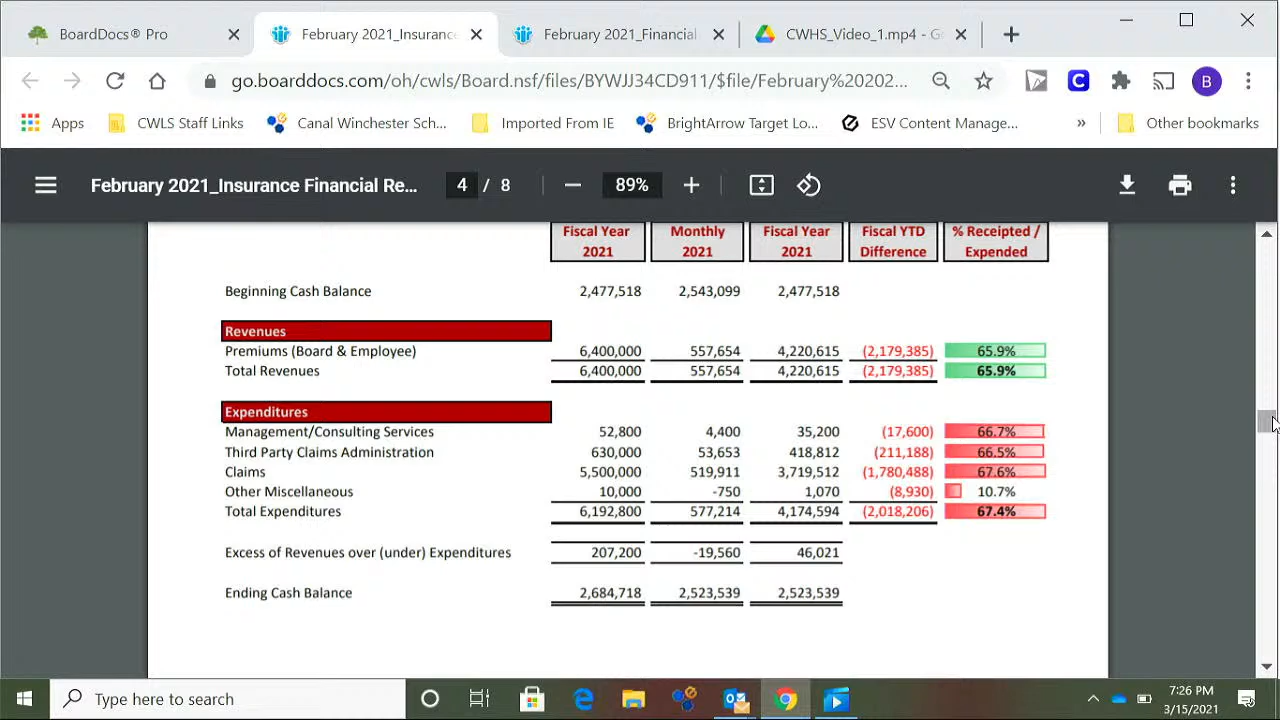 BoardDocs® Pro
February 2021_Insurance
February 2021_Financial
CWHS_Video_1.mp4 - G
go.boarddocs.com/oh/cwls/Board.nsf/files/BYWJJ34CD911/$file/February%20202...
B
Apps
CWLS Staff Links
Canal Winchester Sch...
Imported From IE
BrightArrow Target Lo...
ESV Content Manage...
»
Other bookmarks
February 2021_Insurance Financial Re...
4 / 8
89%
Fiscal Year 2021
Monthly 2021
Fiscal Year 2021
Fiscal YTD Difference
% Receipted / Expended
Beginning Cash Balance 2,477,518 2,543,099 2,477,518
Revenues
Premiums (Board & Employee) 6,400,000 557,654 4,220,615 (2,179,385) 65.9%
Total Revenues 6,400,000 557,654 4,220,615 (2,179,385) 65.9%
Expenditures
Management/Consulting Services 52,800 4,400 35,200 (17,600) 66.7%
Third Party Claims Administration 630,000 53,653 418,812 (211,188) 66.5%
Claims 5,500,000 519,911 3,719,512 (1,780,488) 67.6%
Other Miscellaneous 10,000 -750 1,070 (8,930) 10.7%
Total Expenditures 6,192,800 577,214 4,174,594 (2,018,206) 67.4%
Excess of Revenues over (under) Expenditures 207,200 -19,560 46,021
Ending Cash Balance 2,684,718 2,523,539 2,523,539
Type here to search
7:26 PM
3/15/2021